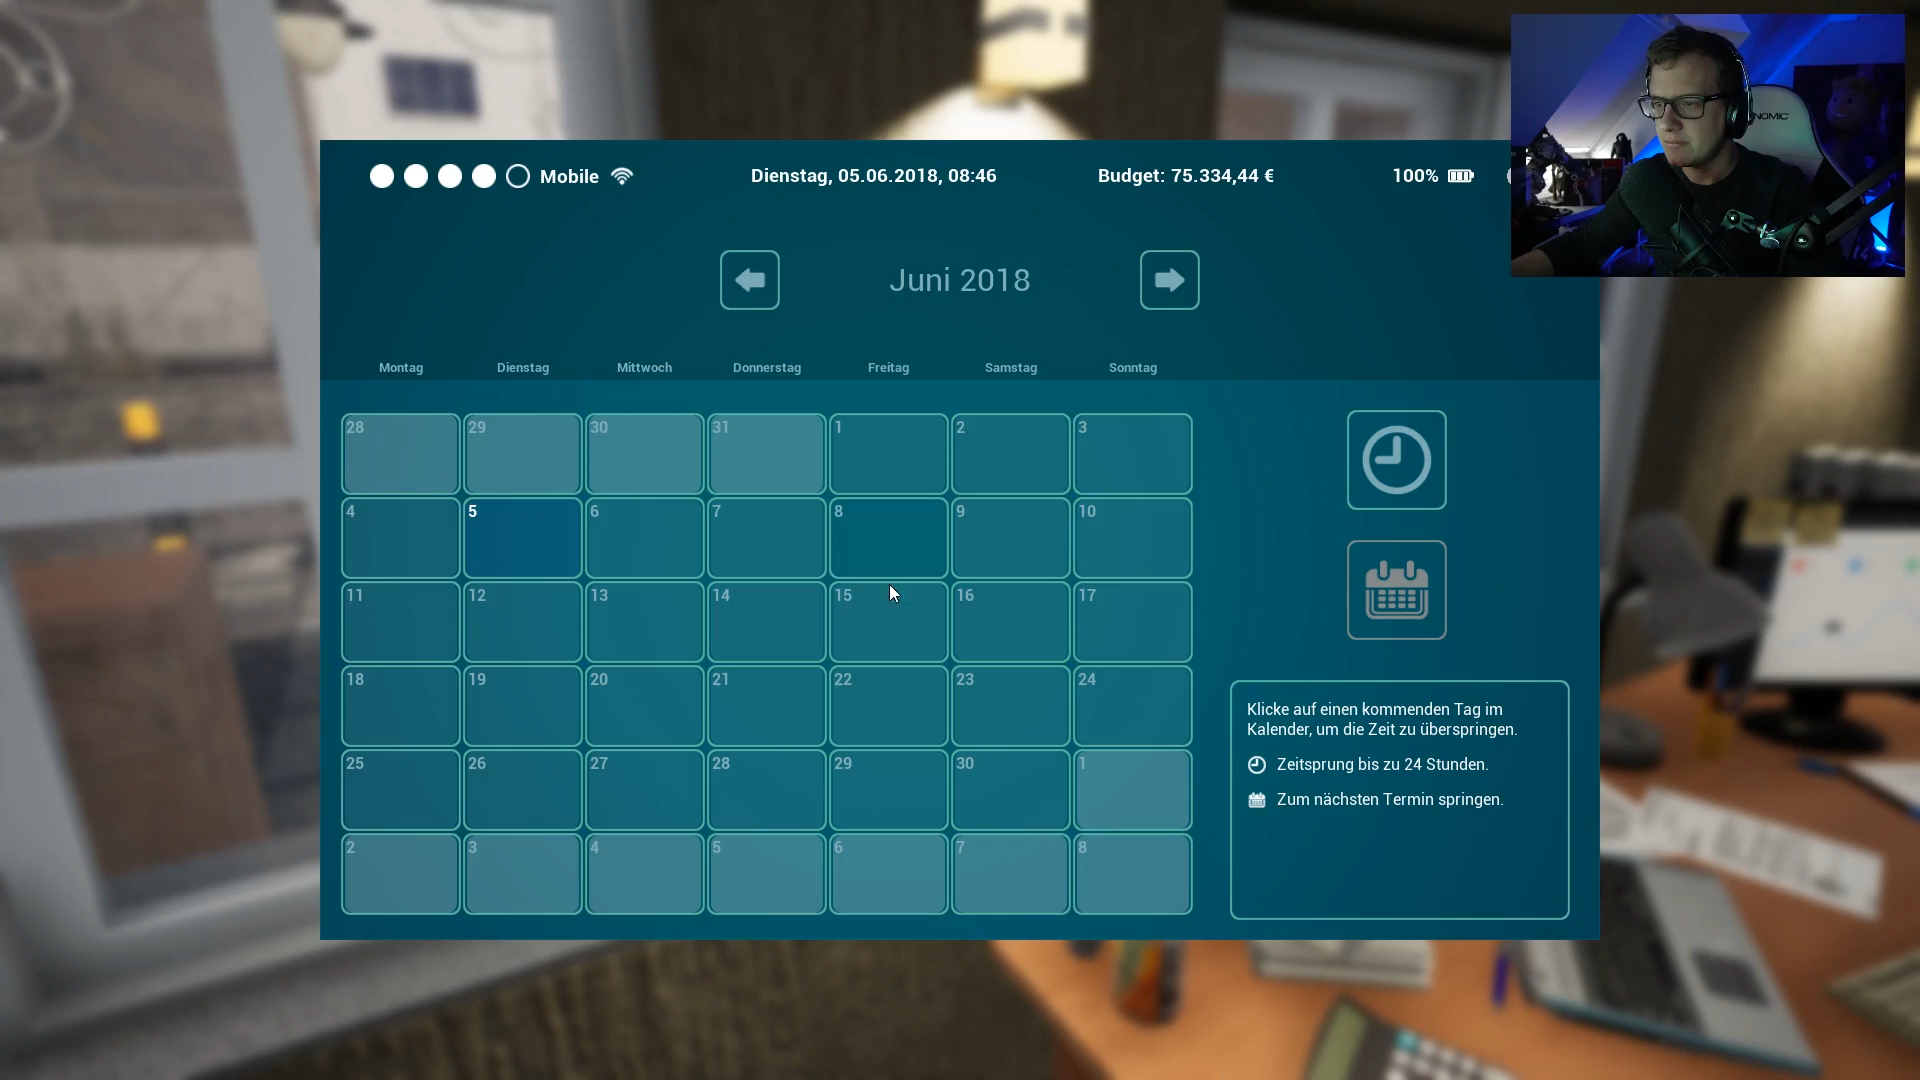 Mobile
Dienstag, 05.06.2018, 08:46
Budget: 75.334,44 €
100%
Juni 2018
Montag Dienstag Mittwoch Donnerstag Freitag Samstag Sonntag
28 29 30 31 1 2 3
4 5 6 7 8 9 10
11 12 13 14 15 16 17
18 19 20 21 22 23 24
25 26 27 28 29 30 1
2 3 4 5 6 7 8
Klicke auf einen kommenden Tag im
Kalender, um die Zeit zu überspringen.
Zeitsprung bis zu 24 Stunden.
Zum nächsten Termin springen.